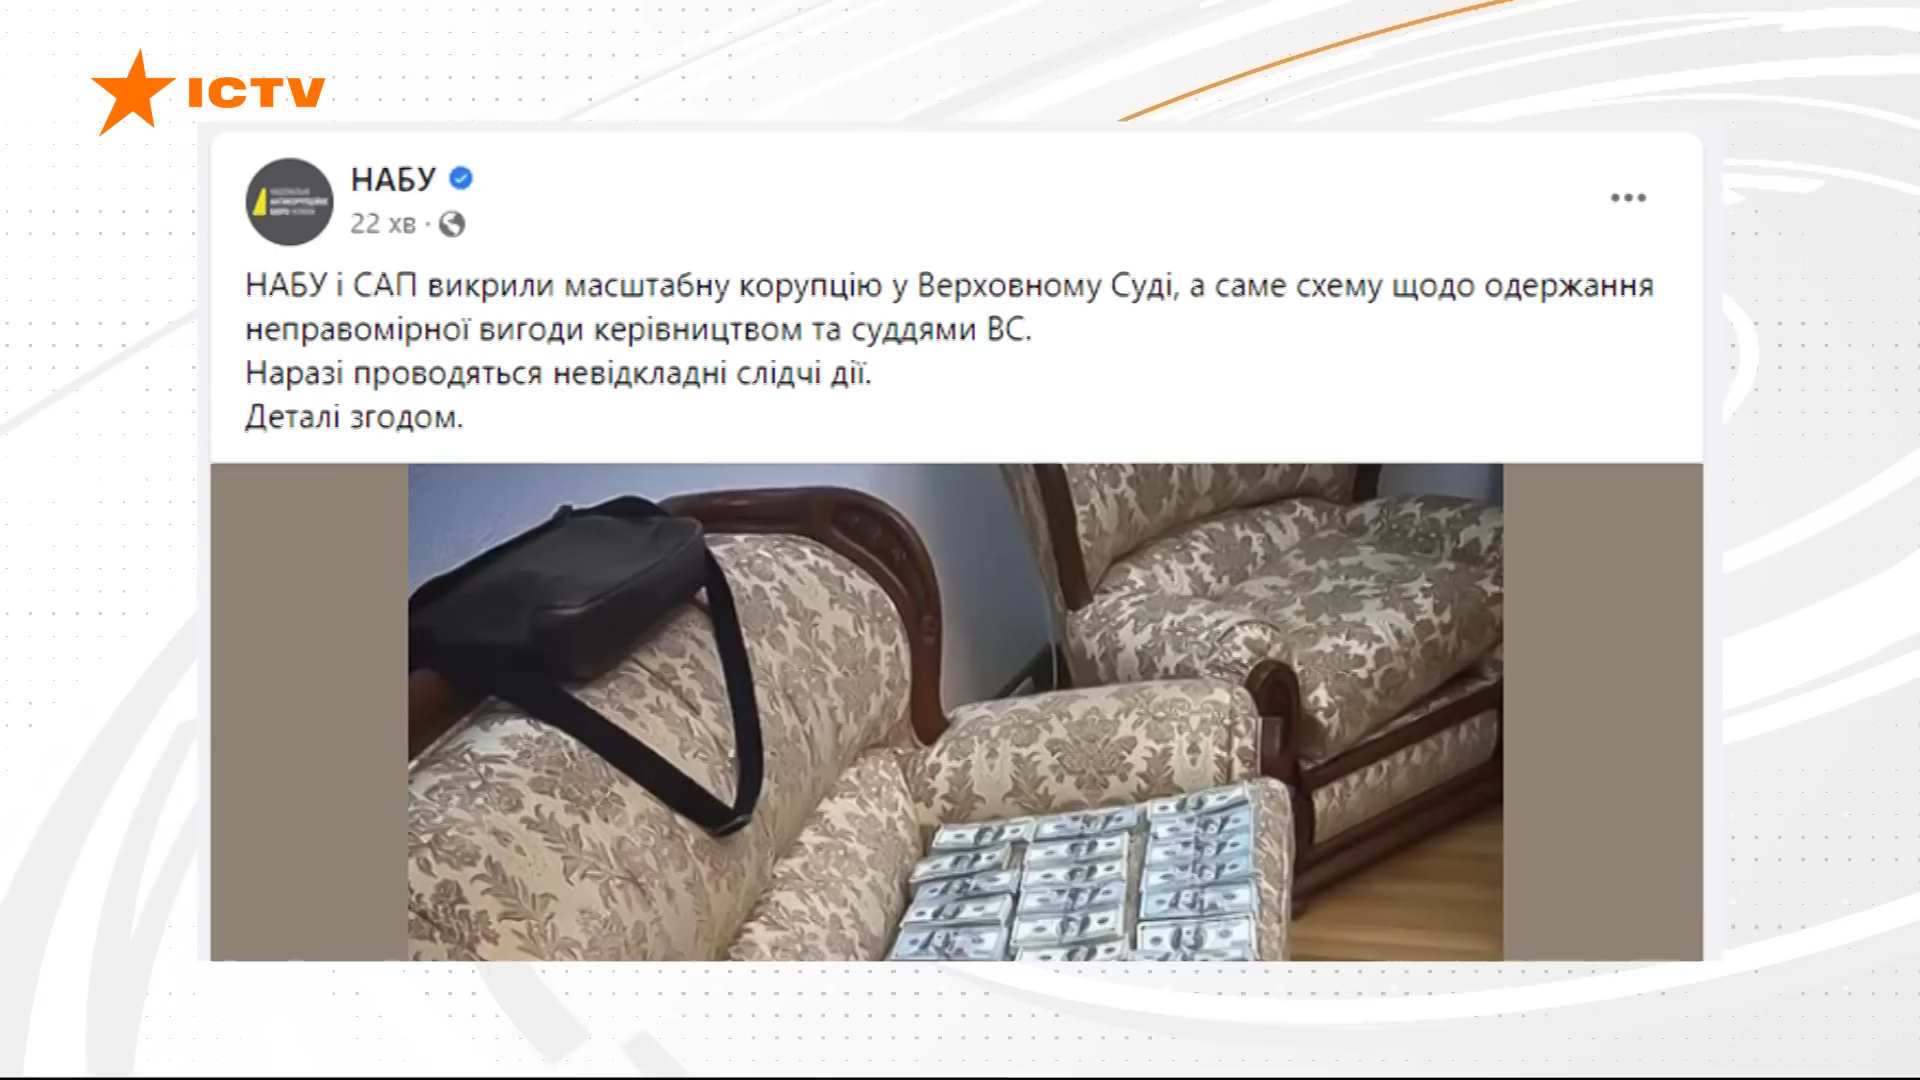 ICTV
НАБУ
22 хв ·
НАБУ і САП викрили масштабну корупцію у Верховному Суді, а саме схему щодо одержання
неправомірної вигоди керівництвом та суддями ВС.
Наразі проводяться невідкладні слідчі дії.
Деталі згодом.